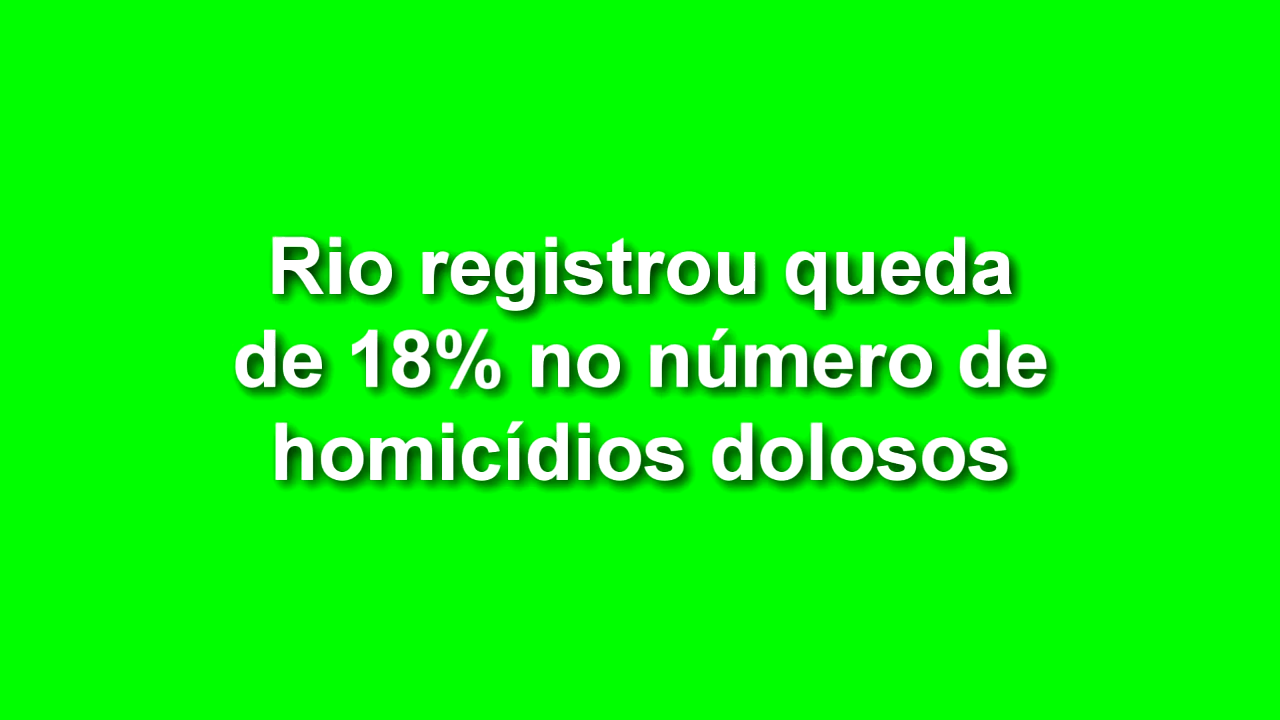 Rio registrou queda
de 18% no número de
homicídios dolosos